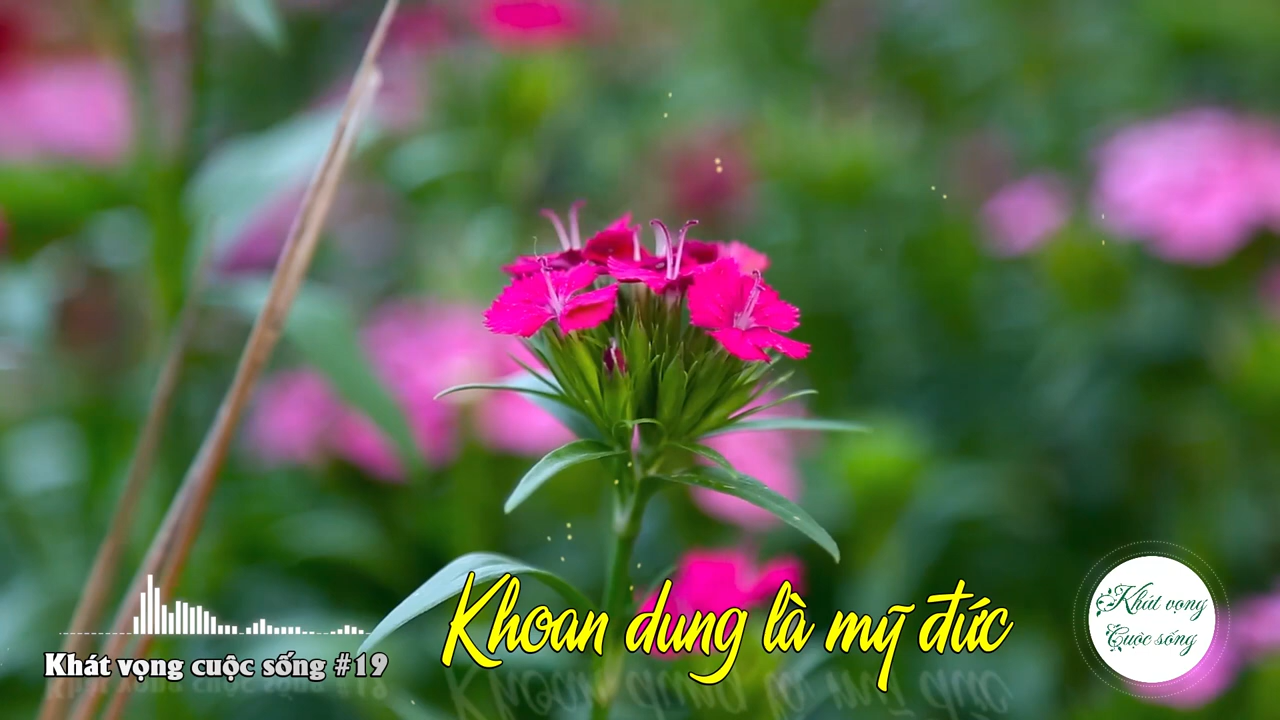 Khoan dung là mỹ đức
Khát vọng cuộc sống #19
Khát vọng
Cuộc sống